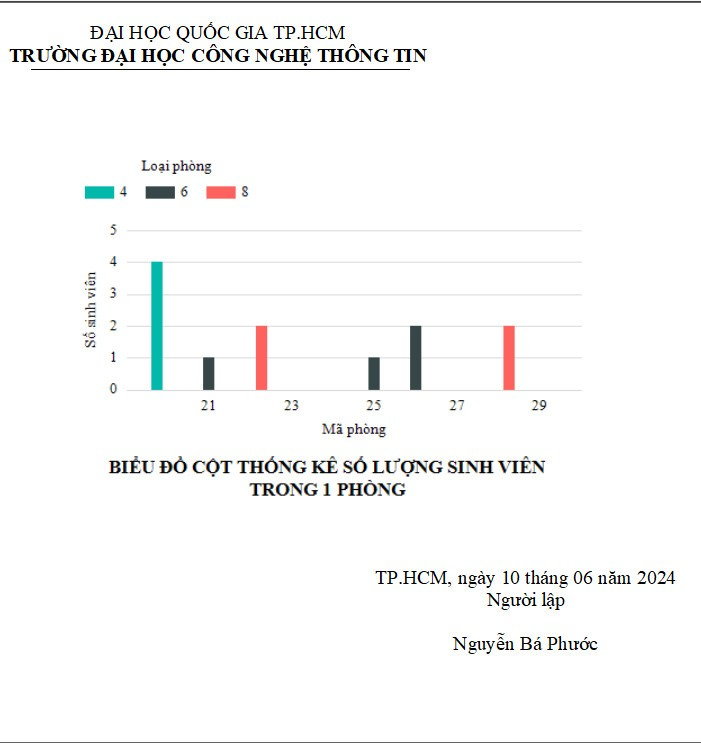 ĐẠI HỌC QUỐC GIA TP.HCM
TRƯỜNG ĐẠI HỌC CÔNG NGHỆ THÔNG TIN
Loại phòng
4 6 8
5
4
3
2
1
0
Số sinh viên
21 23 25 27 29
Mã phòng
BIỂU ĐỒ CỘT THỐNG KÊ SỐ LƯỢNG SINH VIÊN
TRONG 1 PHÒNG
TP.HCM, ngày 10 tháng 06 năm 2024
Người lập
Nguyễn Bá Phước